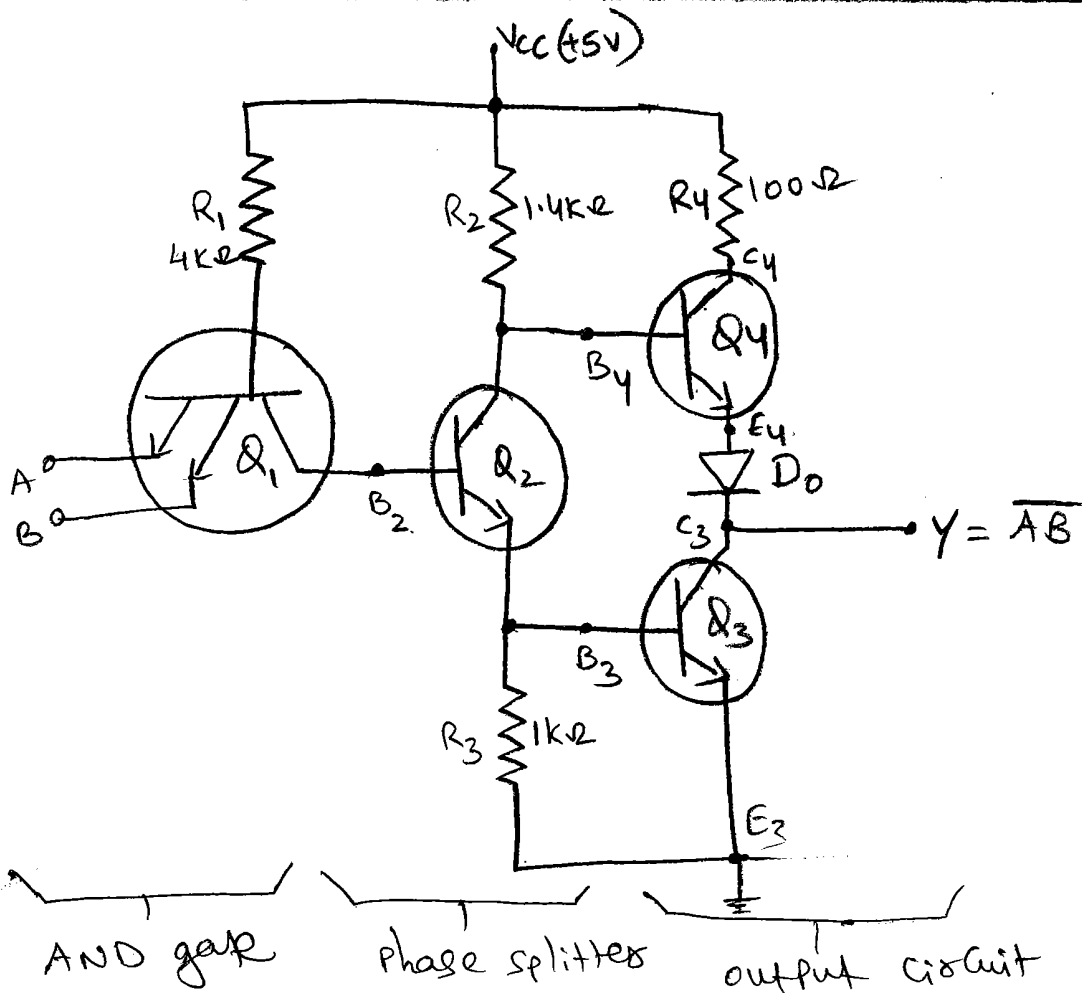 Vcc (+5V)
R1
4KΩ
R2
1.4KΩ
R4
100Ω
C4
Q4
B4
E4
D0
A
B
Q1
B2
Q2
C3
Y = \overline{AB}
Q3
B3
R3
1KΩ
E3
AND gate
Phase splitter
output circuit